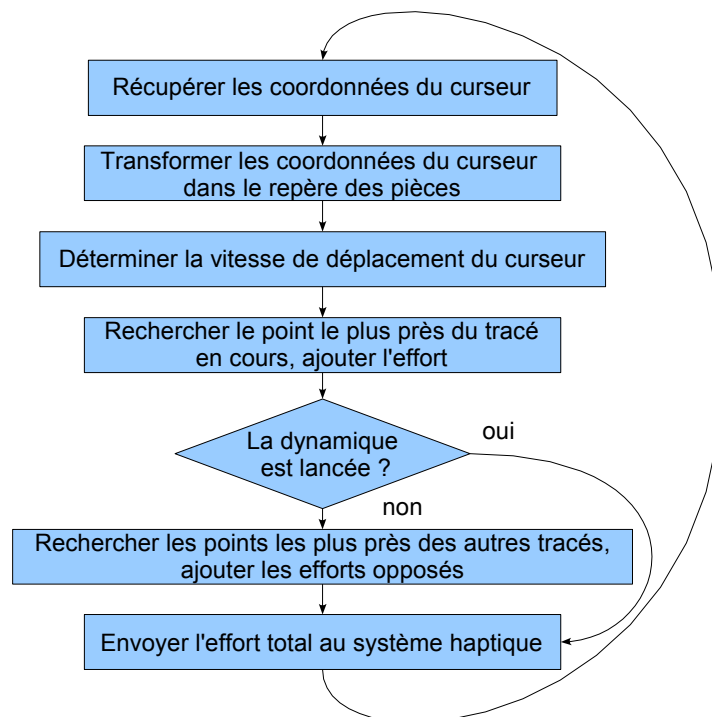 Récupérer les coordonnées du curseur
Transformer les coordonnées du curseur
dans le repère des pièces
Déterminer la vitesse de déplacement du curseur
Rechercher le point le plus près du tracé
en cours, ajouter l'effort
La dynamique
est lancée ?
oui
non
Rechercher les points les plus près des autres tracés,
ajouter les efforts opposés
Envoyer l'effort total au système haptique